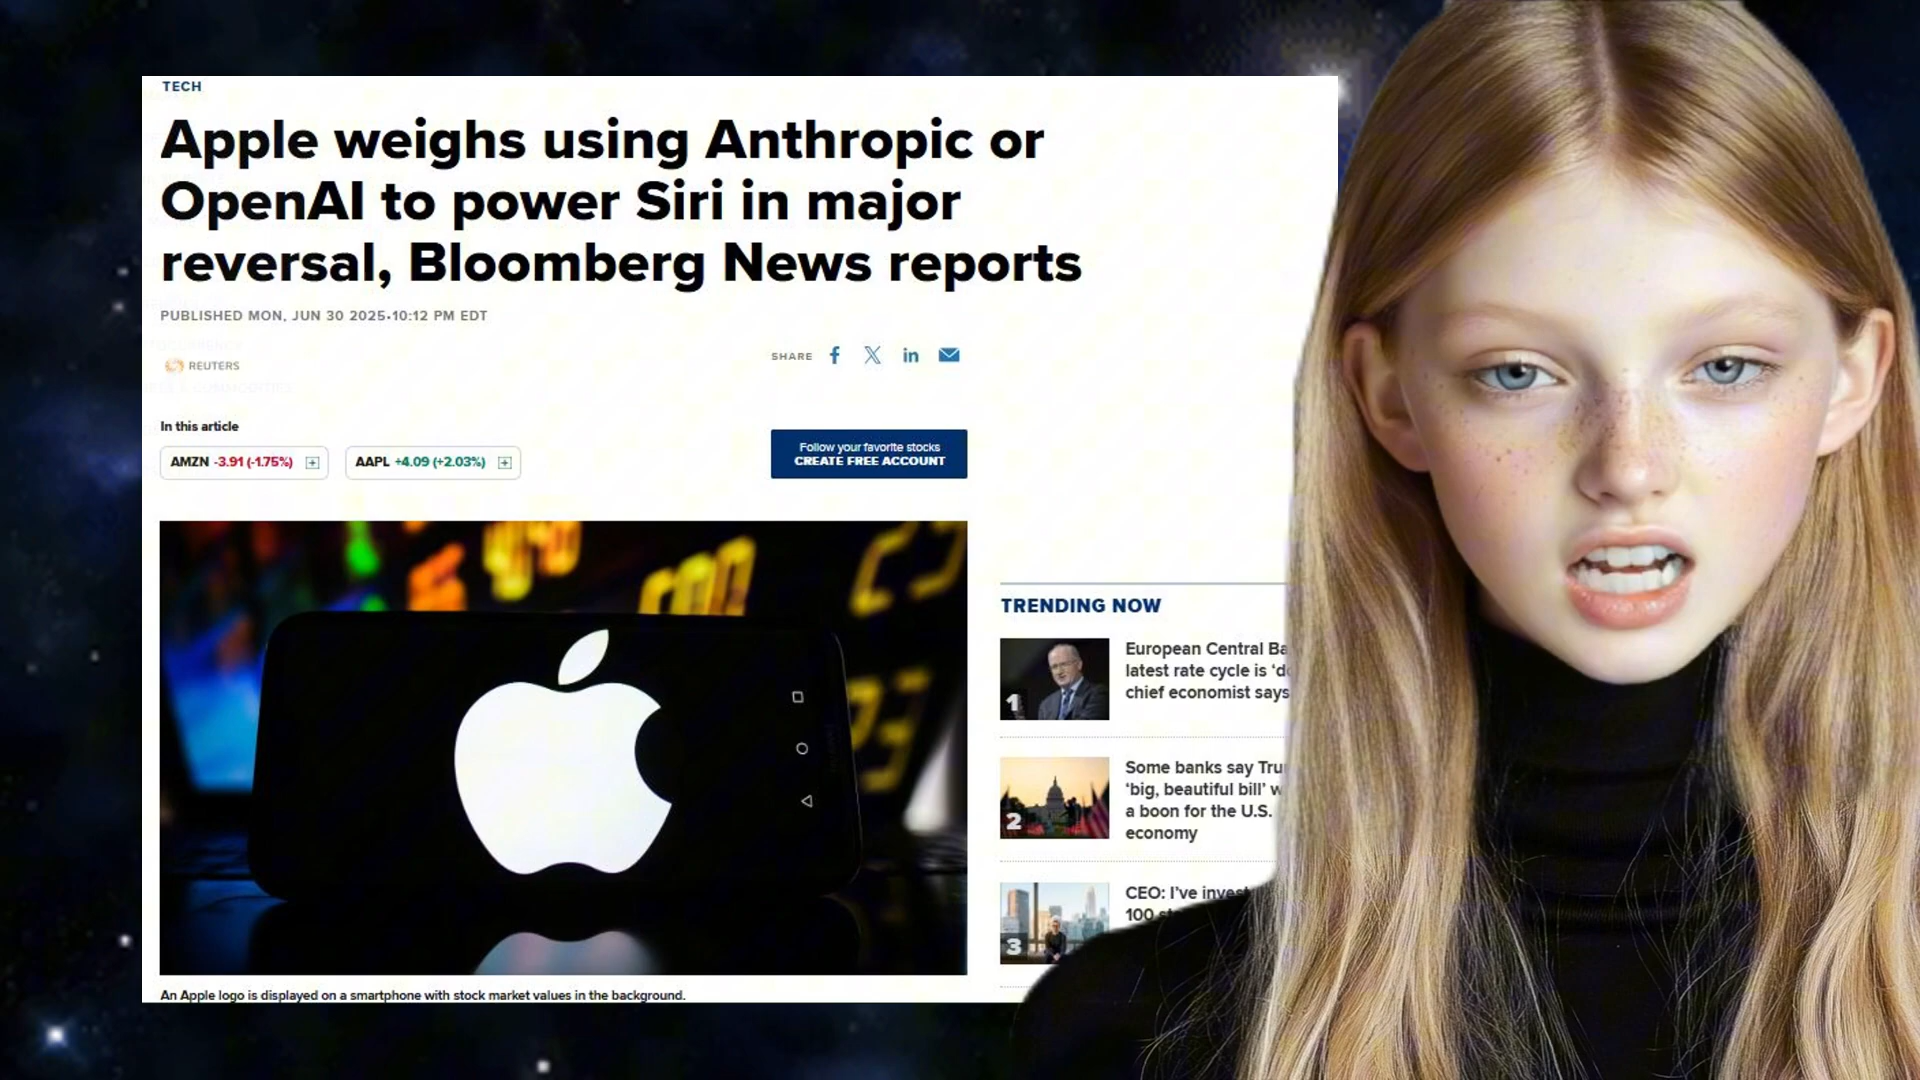 TECH
Apple weighs using Anthropic or
OpenAI to power Siri in major
reversal, Bloomberg News reports
PUBLISHED MON, JUN 30 2025•10:12 PM EDT
REUTERS
SHARE
In this article
AMZN -3.91 (-1.75%)
AAPL +4.09 (+2.03%)
Follow your favorite stocks
CREATE FREE ACCOUNT
An Apple logo is displayed on a smartphone with stock market values in the background.
TRENDING NOW
1
European Central Ba
latest rate cycle is ‘do
chief economist says
2
Some banks say Tru
‘big, beautiful bill’ w
a boon for the U.S.
economy
3
CEO: I've invest
100